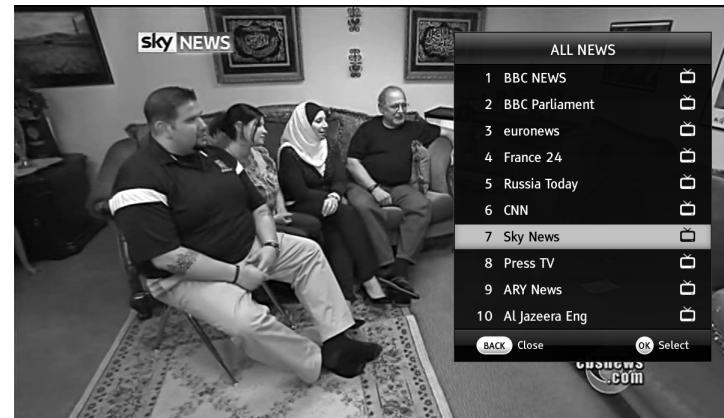 sky NEWS
ALL NEWS
1 BBC NEWS
2 BBC Parliament
3 euronews
4 France 24
5 Russia Today
6 CNN
7 Sky News
8 Press TV
9 ARY News
10 Al Jazeera Eng
BACK Close OK Select
cbsnews
.com